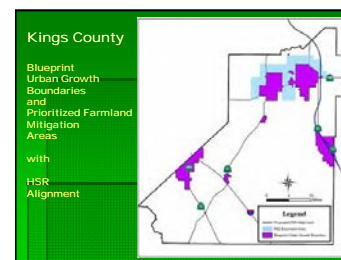 Kings County
Blueprint
Urban Growth
Boundaries
and
Prioritized Farmland
Mitigation
Areas
with
HSR
Alignment
Legend